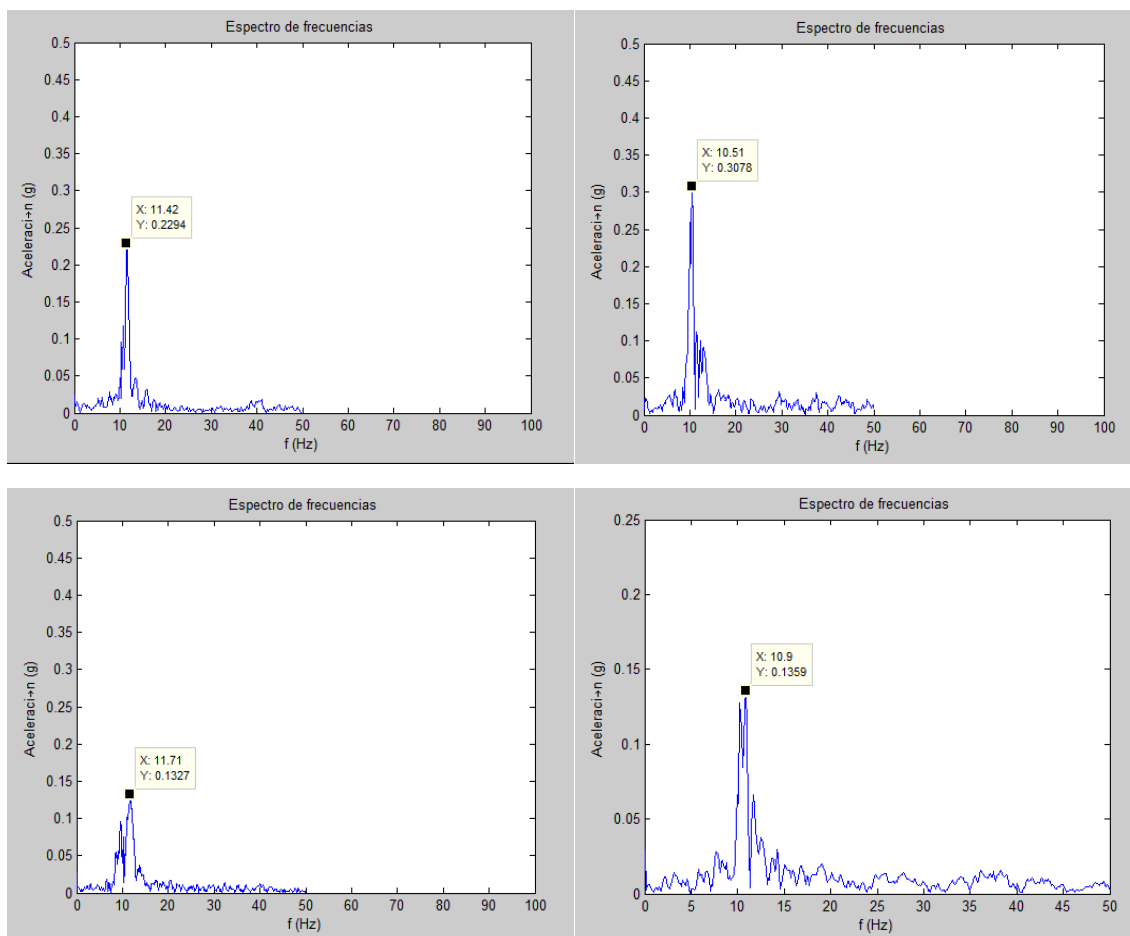 Espectro de frecuencias
0.5
0.45
0.4
0.35
0.3
0.25
0.2
0.15
0.1
0.05
0
Aceleraci→n (g)
X: 11.42
Y: 0.2294
0 10 20 30 40 50 60 70 80 90 100
f (Hz)
Espectro de frecuencias
0.5
0.45
0.4
0.35
0.3
0.25
0.2
0.15
0.1
0.05
0
Aceleraci→n (g)
X: 10.51
Y: 0.3078
0 10 20 30 40 50 60 70 80 90 100
f (Hz)
Espectro de frecuencias
0.5
0.45
0.4
0.35
0.3
0.25
0.2
0.15
0.1
0.05
0
Aceleraci→n (g)
X: 11.71
Y: 0.1327
0 10 20 30 40 50 60 70 80 90 100
f (Hz)
Espectro de frecuencias
0.25
0.2
0.15
0.1
0.05
0
Aceleraci→n (g)
X: 10.9
Y: 0.1359
0 5 10 15 20 25 30 35 40 45 50
f (Hz)